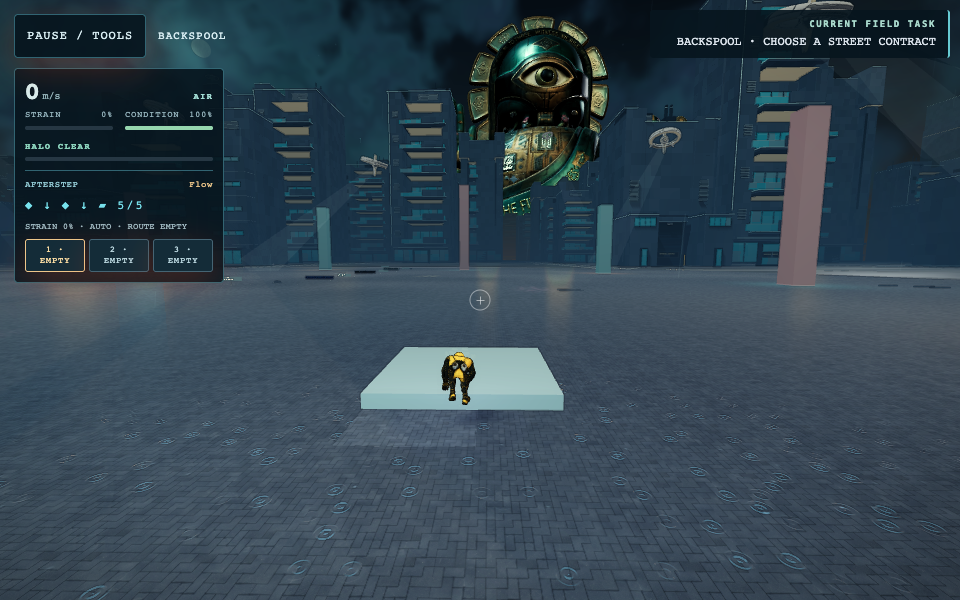 PAUSE / TOOLS
BACKSPOOL
CURRENT FIELD TASK
BACKSPOOL · CHOOSE A STREET CONTRACT
0 m/s
AIR
STRAIN 0%
CONDITION 100%
HALO CLEAR
AFTERSTEP
Flow
5/5
STRAIN 0% · AUTO · ROUTE EMPTY
1 · EMPTY
2 · EMPTY
3 · EMPTY